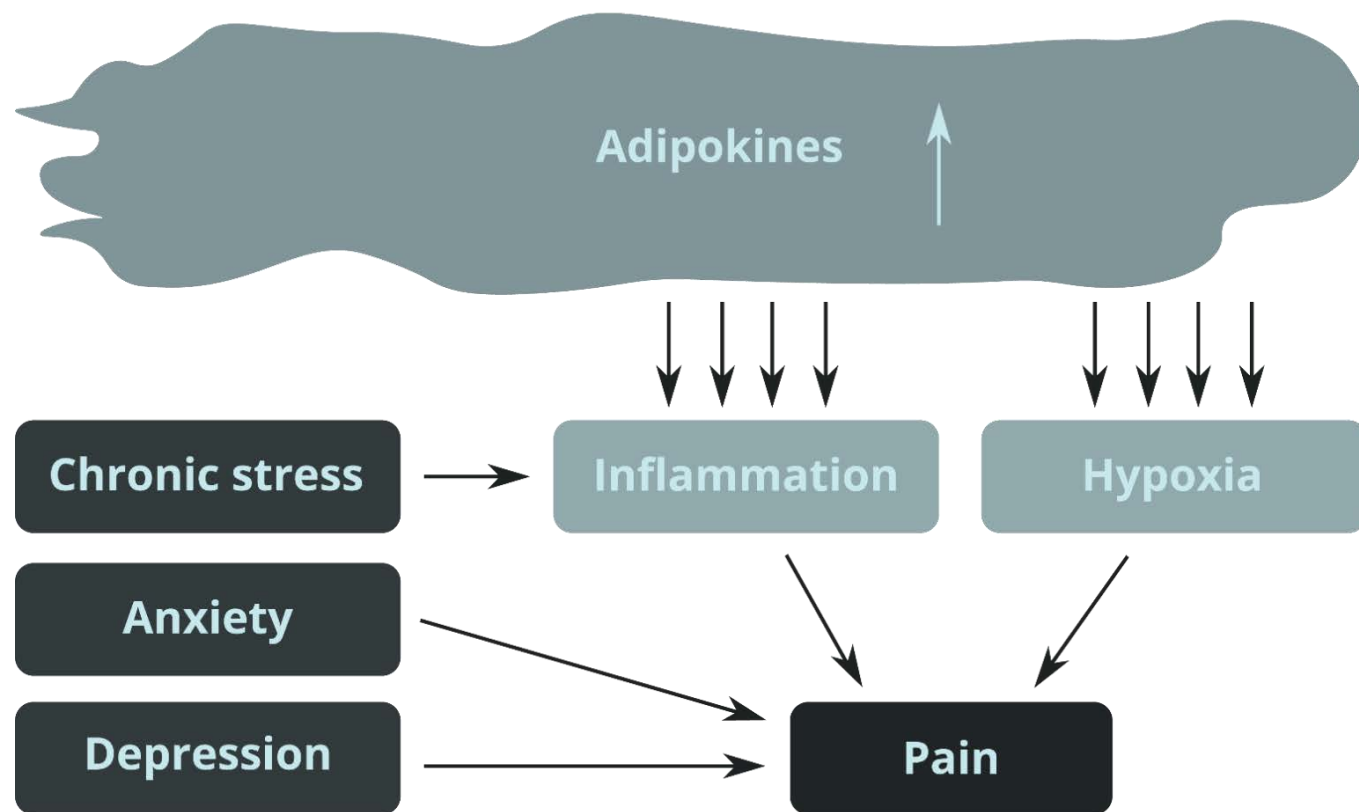 Adipokines
Chronic stress
Inflammation
Hypoxia
Anxiety
Depression
Pain